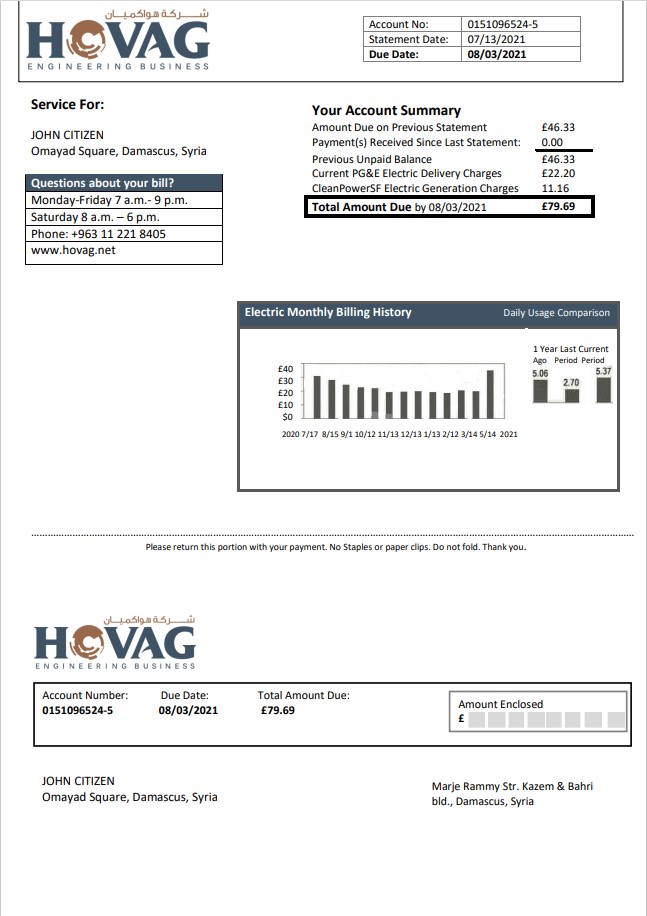 شركة هواكميان
HOVAG
ENGINEERING BUSINESS
Account No: 0151096524-5
Statement Date: 07/13/2021
Due Date: 08/03/2021
Service For:
JOHN CITIZEN
Omayad Square, Damascus, Syria
Questions about your bill?
Monday-Friday 7 a.m.- 9 p.m.
Saturday 8 a.m. – 6 p.m.
Phone: +963 11 221 8405
www.hovag.net
Your Account Summary
Amount Due on Previous Statement £46.33
Payment(s) Received Since Last Statement: 0.00
Previous Unpaid Balance £46.33
Current PG&E Electric Delivery Charges £22.20
CleanPowerSF Electric Generation Charges 11.16
Total Amount Due by 08/03/2021 £79.69
Electric Monthly Billing History Daily Usage Comparison
1 Year Last Current
Ago Period Period
5.06 2.70 5.37
£40
£30
£20
£10
$0
2020 7/17 8/15 9/1 10/12 11/13 12/13 1/13 2/12 3/14 5/14 2021
Please return this portion with your payment. No Staples or paper clips. Do not fold. Thank you.
شركة هواكميان
HOVAG
ENGINEERING BUSINESS
Account Number: Due Date: Total Amount Due:
0151096524-5 08/03/2021 £79.69
Amount Enclosed
£
JOHN CITIZEN
Omayad Square, Damascus, Syria
Marje Rammy Str. Kazem & Bahri
bld., Damascus, Syria